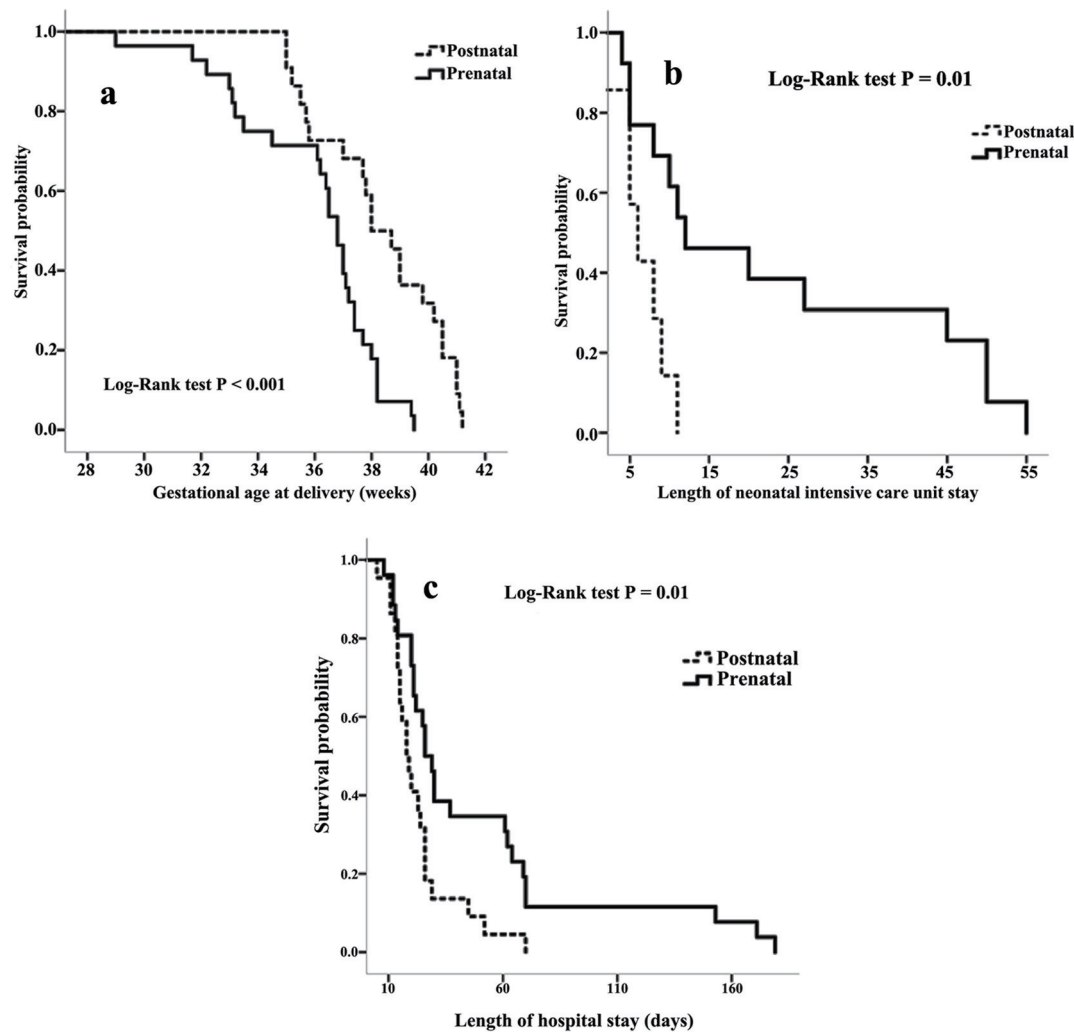 a
Postnatal
Prenatal
Survival probability
1.0
0.8
0.6
0.4
0.2
0.0
Log-Rank test P < 0.001
28 30 32 34 36 38 40 42
Gestational age at delivery (weeks)
b
Log-Rank test P = 0.01
Postnatal
Prenatal
Survival probability
1.0
0.8
0.6
0.4
0.2
0.0
5 15 25 35 45 55
Length of neonatal intensive care unit stay
c
Log-Rank test P = 0.01
Postnatal
Prenatal
Survival probability
1.0
0.8
0.6
0.4
0.2
0.0
10 60 110 160
Length of hospital stay (days)